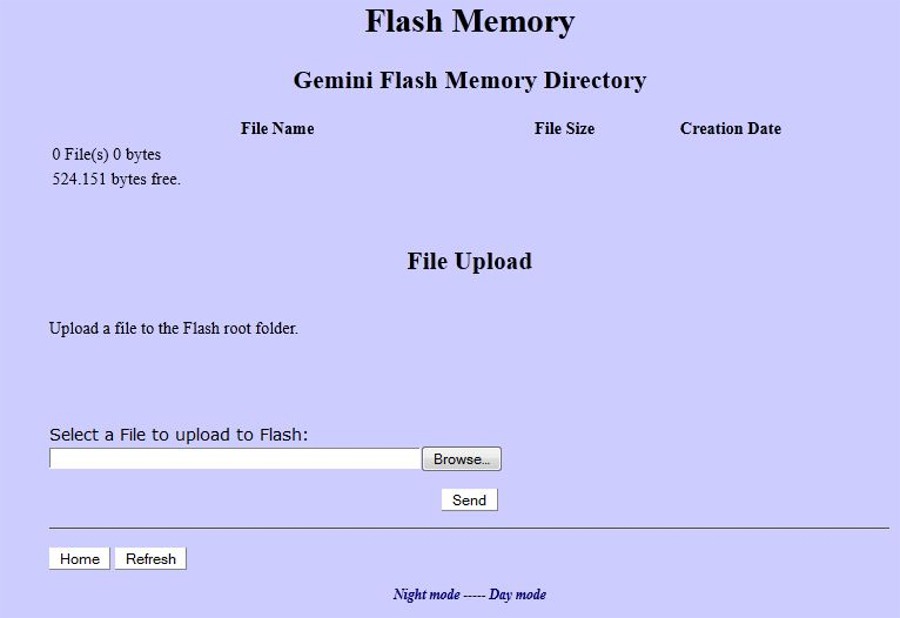 Flash Memory
Gemini Flash Memory Directory
File Name File Size Creation Date
0 File(s) 0 bytes
524.151 bytes free.
File Upload
Upload a file to the Flash root folder.
Select a File to upload to Flash:
Browse...
Send
Home Refresh
Night mode ----- Day mode